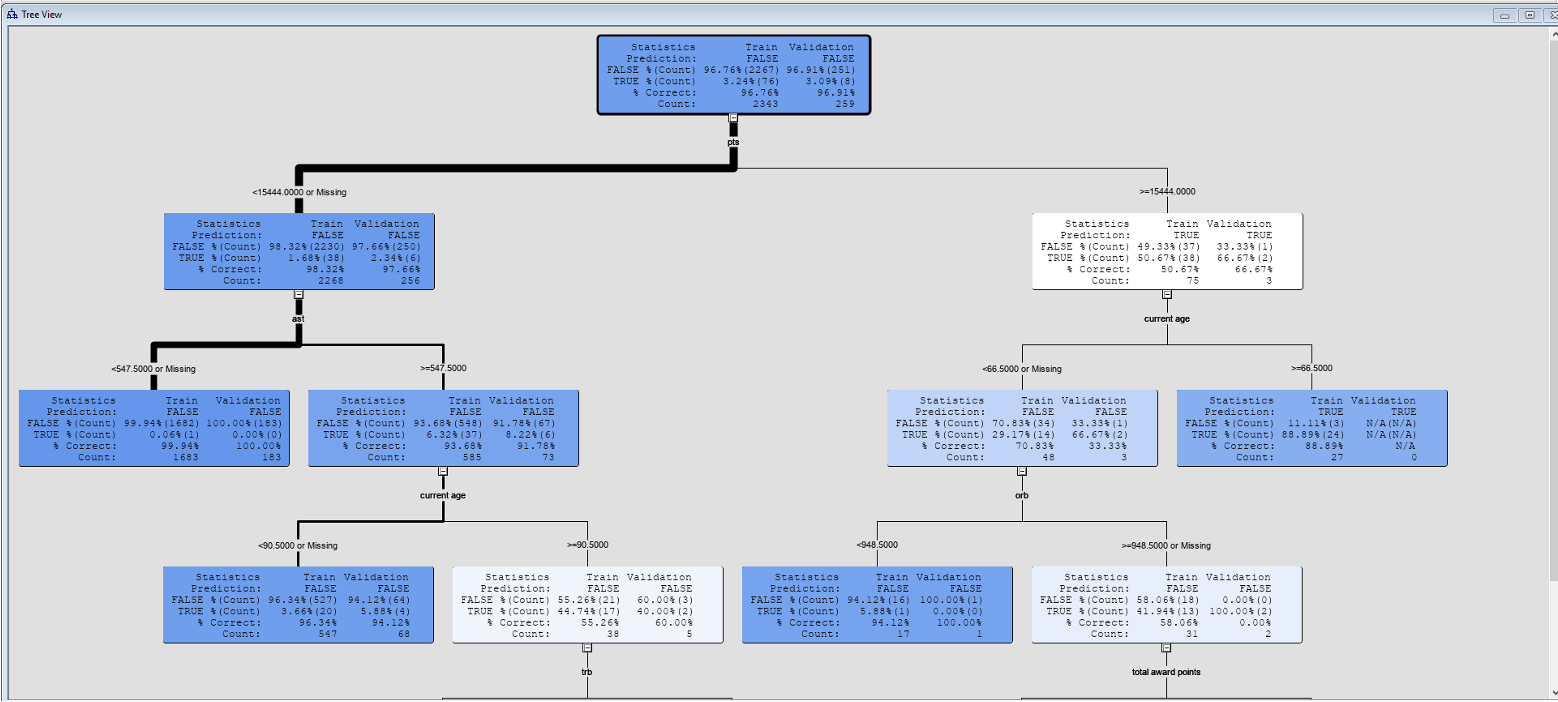 Tree View
Statistics Train Validation
Prediction: FALSE FALSE
FALSE %(Count) 96.76%(2267) 96.91%(251)
TRUE %(Count) 3.24%(76) 3.09%(8)
% Correct: 96.76% 96.91%
Count: 2343 259
pts
<15444.0000 or Missing
>=15444.0000
Statistics Train Validation
Prediction: FALSE FALSE
FALSE %(Count) 98.32%(2230) 97.66%(250)
TRUE %(Count) 1.68%(38) 2.34%(6)
% Correct: 98.32% 97.66%
Count: 2268 256
Statistics Train Validation
Prediction: TRUE TRUE
FALSE %(Count) 49.33%(37) 33.33%(1)
TRUE %(Count) 50.67%(38) 66.67%(2)
% Correct: 50.67% 66.67%
Count: 75 3
ast
current age
<547.5000 or Missing
>=547.5000
<66.5000 or Missing
>=66.5000
Statistics Train Validation
Prediction: FALSE FALSE
FALSE %(Count) 99.94%(1682) 100.00%(183)
TRUE %(Count) 0.06%(1) 0.00%(0)
% Correct: 99.94% 100.00%
Count: 1683 183
Statistics Train Validation
Prediction: FALSE FALSE
FALSE %(Count) 93.68%(548) 91.78%(67)
TRUE %(Count) 6.32%(37) 8.22%(6)
% Correct: 93.68% 91.78%
Count: 585 73
Statistics Train Validation
Prediction: FALSE FALSE
FALSE %(Count) 70.83%(34) 33.33%(1)
TRUE %(Count) 29.17%(14) 66.67%(2)
% Correct: 70.83% 33.33%
Count: 48 3
Statistics Train Validation
Prediction: TRUE TRUE
FALSE %(Count) 11.11%(3) N/A(N/A)
TRUE %(Count) 88.89%(24) N/A(N/A)
% Correct: 88.89% N/A
Count: 27 0
current age
orb
<90.5000 or Missing
>=90.5000
<948.5000
>=948.5000 or Missing
Statistics Train Validation
Prediction: FALSE FALSE
FALSE %(Count) 96.34%(527) 94.12%(64)
TRUE %(Count) 3.66%(20) 5.88%(4)
% Correct: 96.34% 94.12%
Count: 547 68
Statistics Train Validation
Prediction: FALSE FALSE
FALSE %(Count) 55.26%(21) 60.00%(3)
TRUE %(Count) 44.74%(17) 40.00%(2)
% Correct: 55.26% 60.00%
Count: 38 5
Statistics Train Validation
Prediction: FALSE FALSE
FALSE %(Count) 94.12%(16) 100.00%(1)
TRUE %(Count) 5.88%(1) 0.00%(0)
% Correct: 94.12% 100.00%
Count: 17 1
Statistics Train Validation
Prediction: FALSE FALSE
FALSE %(Count) 58.06%(18) 0.00%(0)
TRUE %(Count) 41.94%(13) 100.00%(2)
% Correct: 58.06% 0.00%
Count: 31 2
trb
total award points